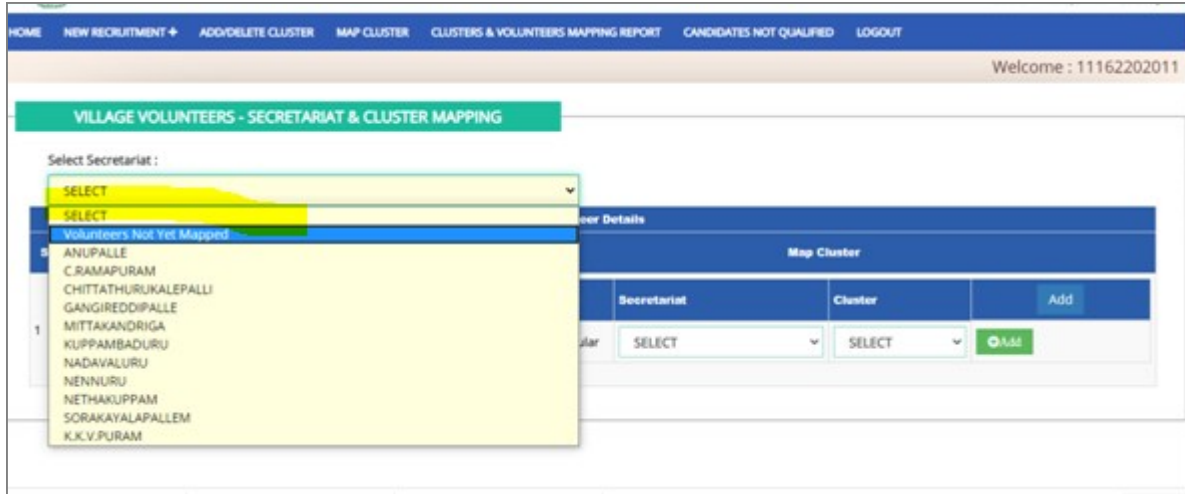 HOME NEW RECRUITMENT + ADD/DELETE CLUSTER MAP CLUSTER CLUSTERS & VOLUNTEERS MAPPING REPORT CANDIDATES NOT QUALIFIED LOGOUT
Welcome : 11162202011
VILLAGE VOLUNTEERS - SECRETARIAT & CLUSTER MAPPING
Select Secretariat :
SELECT
SELECT
Volunteers Not Yet Mapped
ANUPALLE
C.RAMAPURAM
CHITTATHURUKALEPALLI
GANGIREDDIPALLE
MITTAKANDRIGA
KUPPAMBADURU
NADAVALURU
NENNURU
NETHAKUPPAM
SORAKAYALAPALLEM
K.K.V.PURAM
eer Details
S Map Cluster
Secretariat Cluster Add
1 ular SELECT SELECT Add